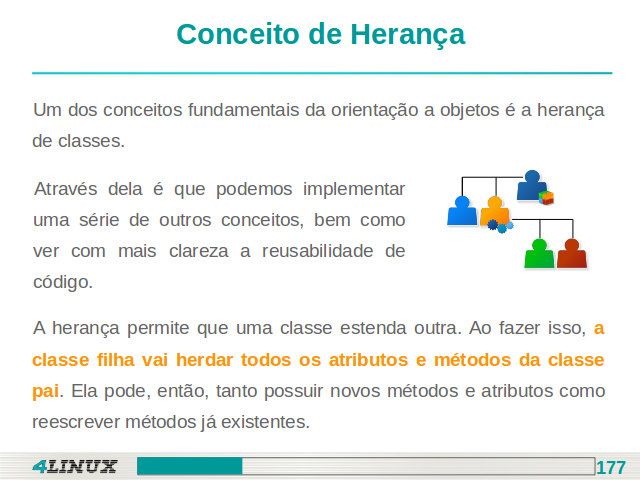 Conceito de Herança
Um dos conceitos fundamentais da orientação a objetos é a herança
de classes.
Através dela é que podemos implementar
uma série de outros conceitos, bem como
ver com mais clareza a reusabilidade de
código.
A herança permite que uma classe estenda outra. Ao fazer isso, a
classe filha vai herdar todos os atributos e métodos da classe
pai. Ela pode, então, tanto possuir novos métodos e atributos como
reescrever métodos já existentes.
4LINUX
177